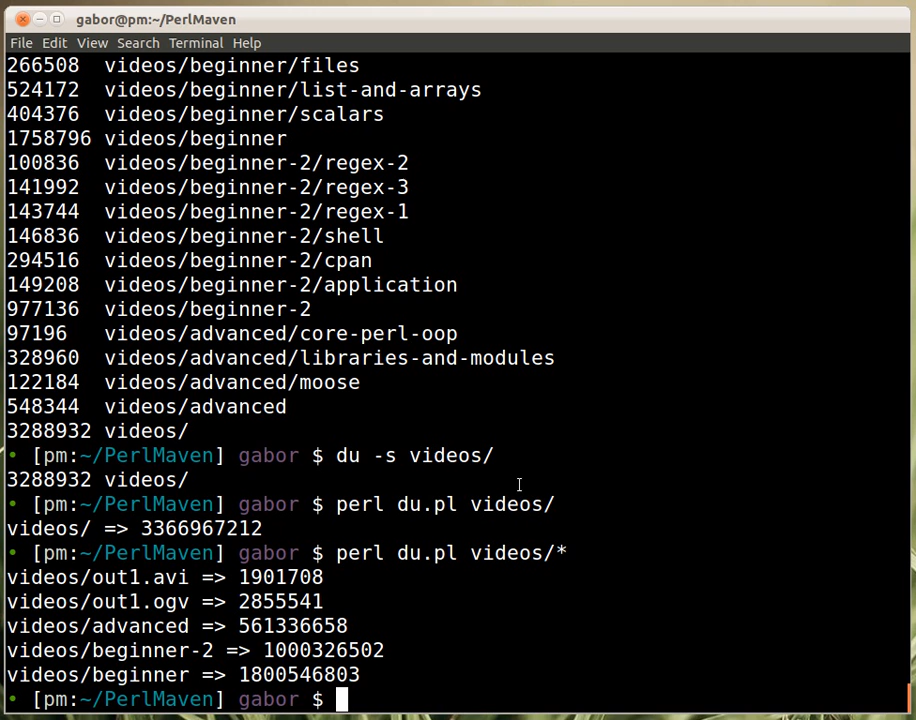 gabor@pm:~/PerlMaven
File Edit View Search Terminal Help
266508 videos/beginner/files
524172 videos/beginner/list-and-arrays
404376 videos/beginner/scalars
1758796 videos/beginner
100836 videos/beginner-2/regex-2
141992 videos/beginner-2/regex-3
143744 videos/beginner-2/regex-1
146836 videos/beginner-2/shell
294516 videos/beginner-2/cpan
149208 videos/beginner-2/application
977136 videos/beginner-2
97196 videos/advanced/core-perl-oop
328960 videos/advanced/libraries-and-modules
122184 videos/advanced/moose
548344 videos/advanced
3288932 videos/
• [pm:~/PerlMaven] gabor $ du -s videos/
3288932 videos/
• [pm:~/PerlMaven] gabor $ perl du.pl videos/
videos/ => 3366967212
• [pm:~/PerlMaven] gabor $ perl du.pl videos/*
videos/out1.avi => 1901708
videos/out1.ogv => 2855541
videos/advanced => 561336658
videos/beginner-2 => 1000326502
videos/beginner => 1800546803
• [pm:~/PerlMaven] gabor $